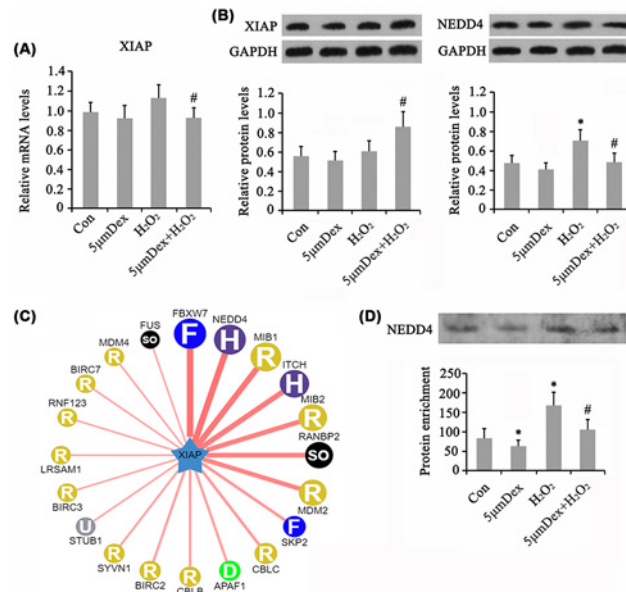 (A)
XIAP
Relative mRNA levels
1.4
1.2
1.0
0.8
0.6
0.4
0.2
0
#
Con
5μmDex
H₂O₂
5μmDex+H₂O₂
(B)
XIAP
GAPDH
Relative protein levels
1.2
1.0
0.8
0.6
0.4
0.2
0
#
Con
5μmDex
H₂O₂
5μmDex+H₂O₂
NEDD4
GAPDH
Relative protein levels
1.2
1.0
0.8
0.6
0.4
0.2
0
*
#
Con
5μmDex
H₂O₂
5μmDex+H₂O₂
(C)
XIAP
FBXW7
F
NEDD4
H
MIB1
R
ITCH
H
MIB2
R
RANBP2
SO
MDM2
R
SKP2
F
CBLC
R
APAF1
D
CBLB
R
BIRC2
R
SYVN1
R
STUB1
U
BIRC3
R
LRSAM1
R
RNF123
R
BIRC7
R
MDM4
R
FUS
SO
(D)
NEDD4
Protein enrichment
250
200
150
100
50
0
*
*
#
Con
5μmDex
H₂O₂
5μmDex+H₂O₂